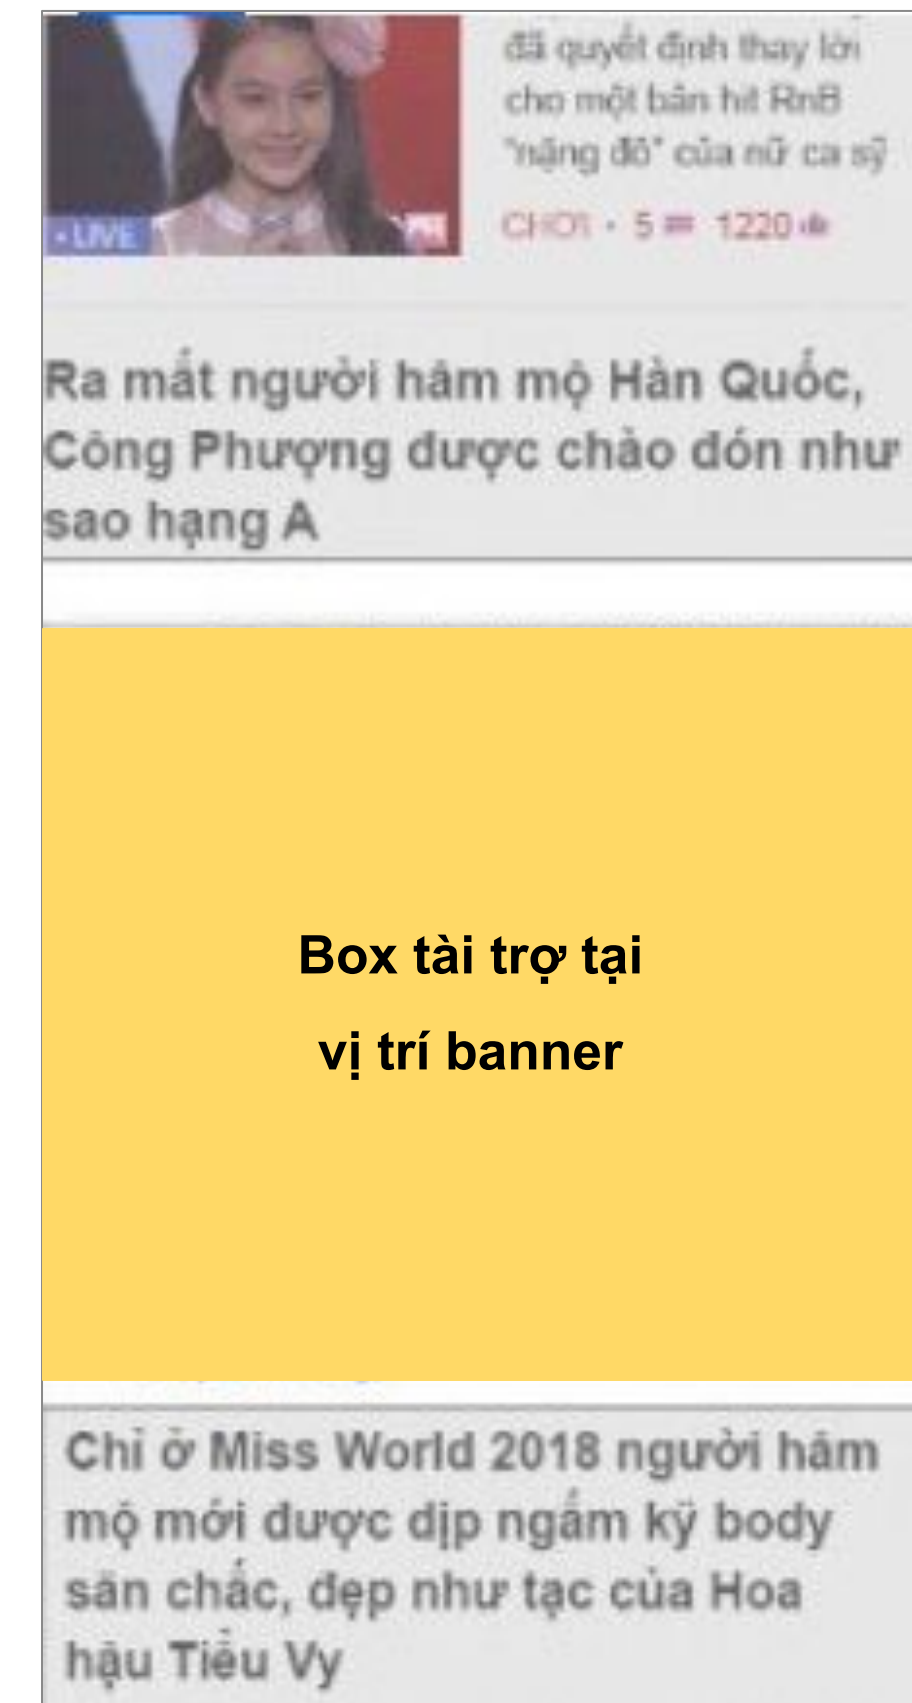 đã quyết định thay lời
cho một bản hit RnB
"nặng đô" của nữ ca sỹ
• LIVE
5 1220
Ra mắt người hâm mộ Hàn Quốc,
Công Phượng được chào đón như
sao hạng A
Box tài trợ tại
vị trí banner
Chỉ ở Miss World 2018 người hâm
mộ mới được dịp ngắm kỹ body
săn chắc, đẹp như tạc của Hoa
hậu Tiểu Vy